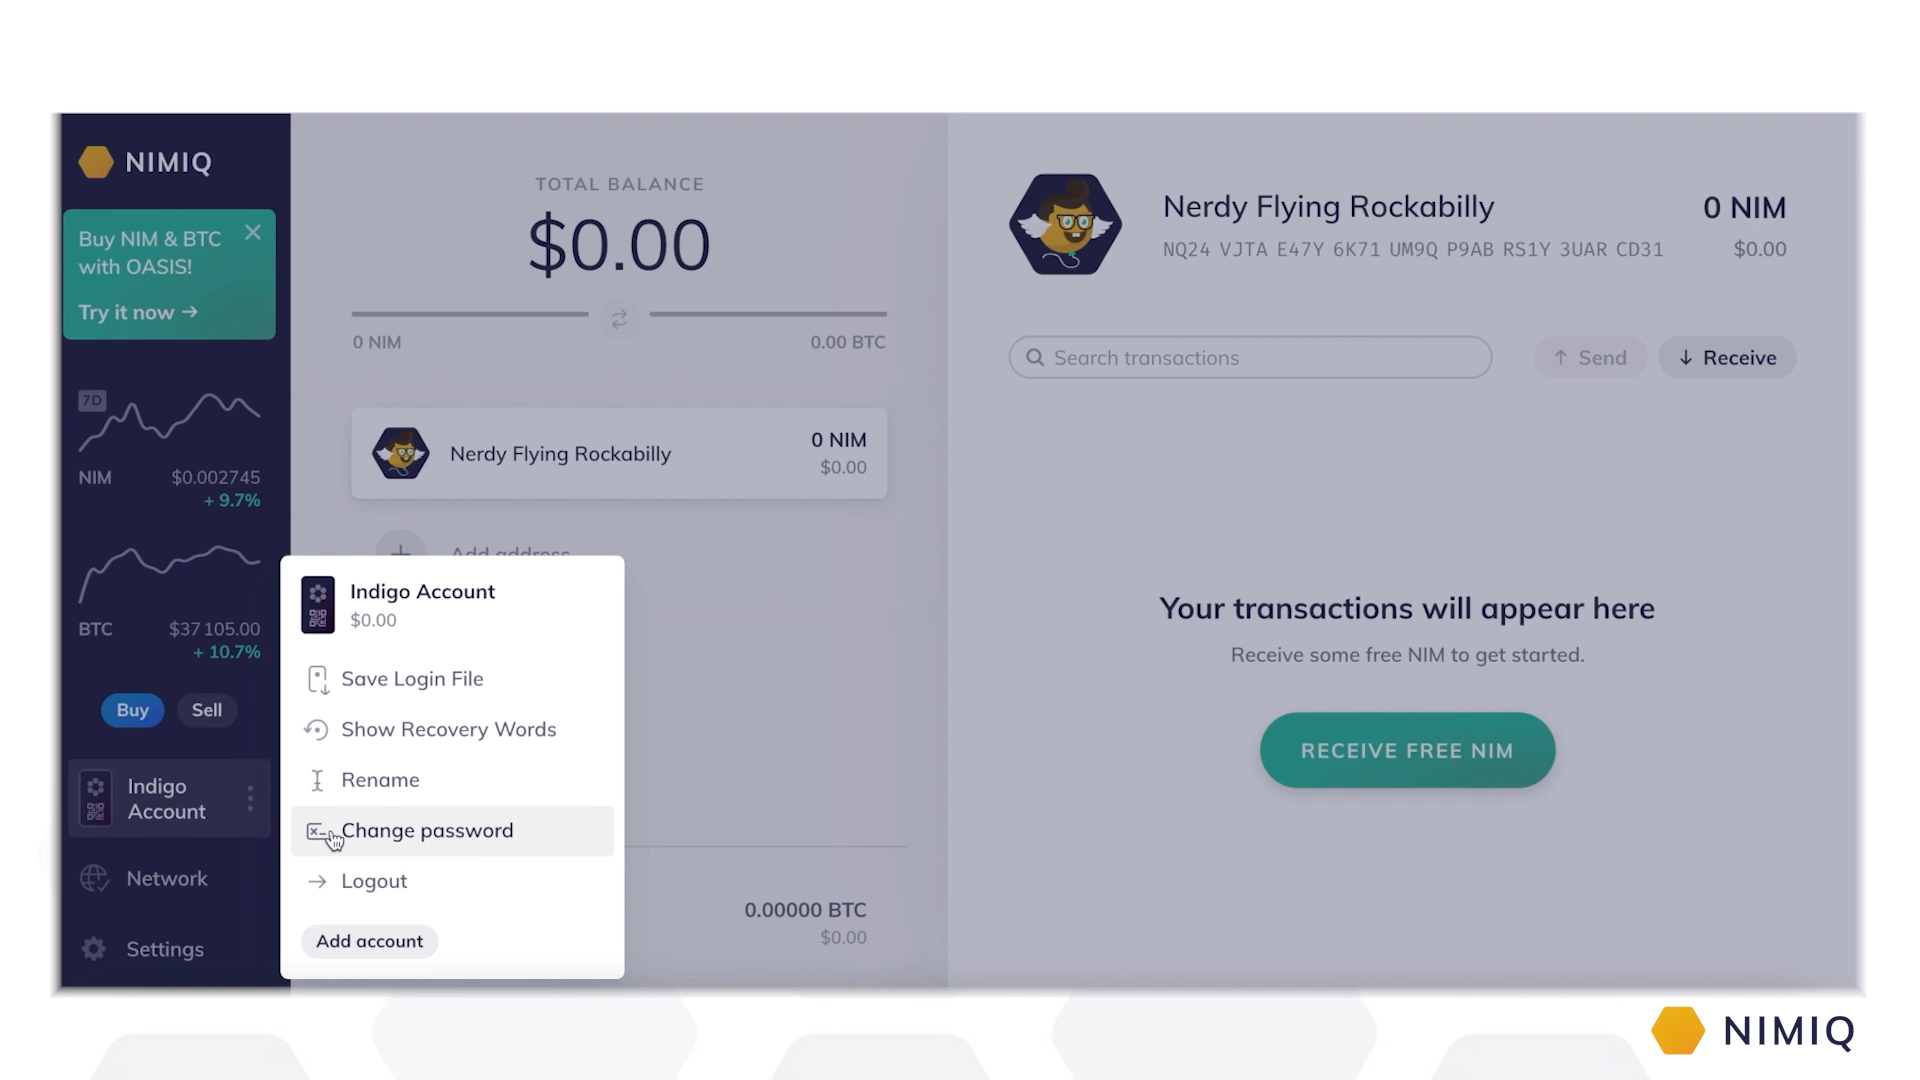 NIMIQ
Buy NIM & BTC
with OASIS!
Try it now →
7D
NIM $0.002745
+ 9.7%
BTC $37 105.00
+ 10.7%
Buy Sell
Indigo
Account
Network
Settings
TOTAL BALANCE
$0.00
0 NIM 0.00 BTC
Nerdy Flying Rockabilly 0 NIM
$0.00
Add address
Indigo Account
$0.00
Save Login File
Show Recovery Words
Rename
Change password
Logout
Add account
0.00000 BTC
$0.00
Nerdy Flying Rockabilly 0 NIM
NQ24 VJTA E47Y 6K71 UM9Q P9AB RS1Y 3UAR CD31 $0.00
Search transactions ↑ Send ↓ Receive
Your transactions will appear here
Receive some free NIM to get started.
RECEIVE FREE NIM
NIMIQ